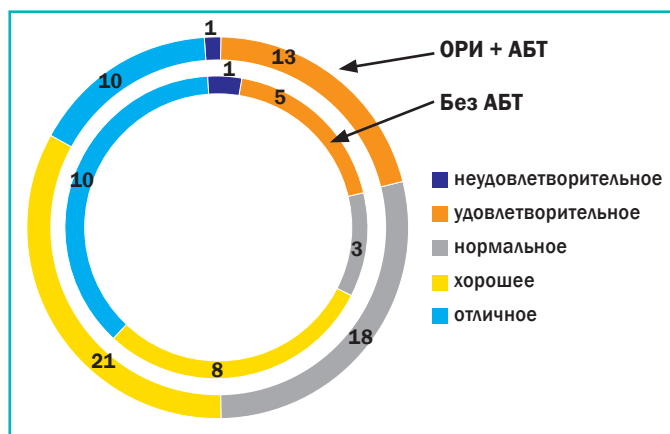 1
13
ОРИ + АБТ
10
1
5
Без АБТ
10
неудовлетворительное
удовлетворительное
нормальное
3
хорошее
отличное
18
21
8